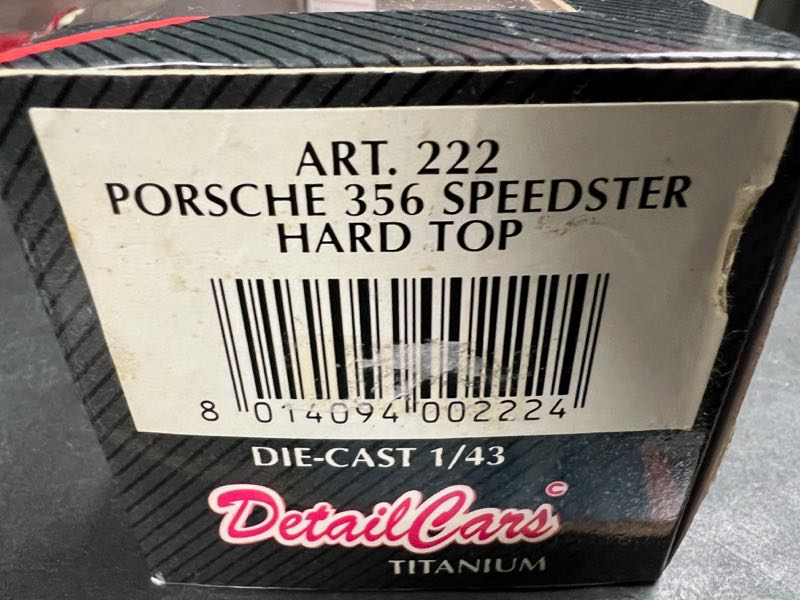 ART. 222
PORSCHE 356 SPEEDSTER
HARD TOP
8 014094 002224
DIE-CAST 1/43
DetailCars ©
TITANIUM